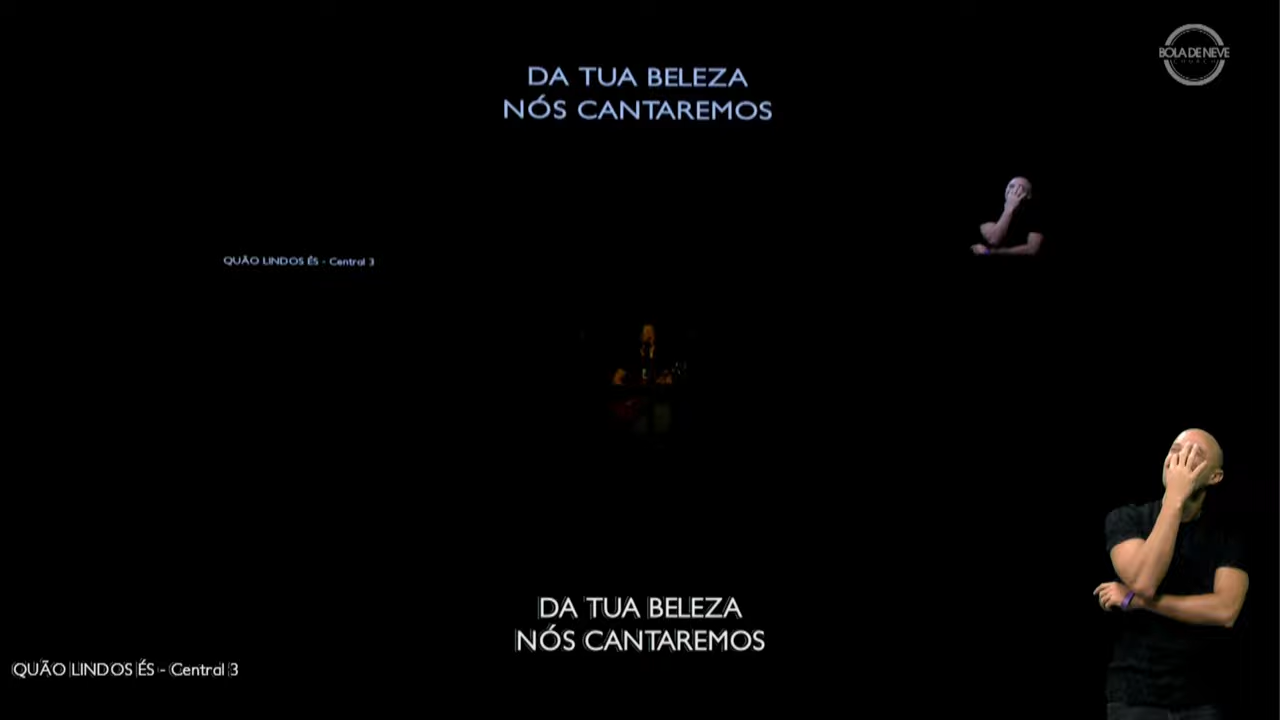 BOLA DE NEVE
CHURCH
DA TUA BELEZA
NÓS CANTAREMOS
QUÃO LINDOS ÉS - Central 3
DA TUA BELEZA
NÓS CANTAREMOS
QUÃO LINDOS ÉS - Central 3